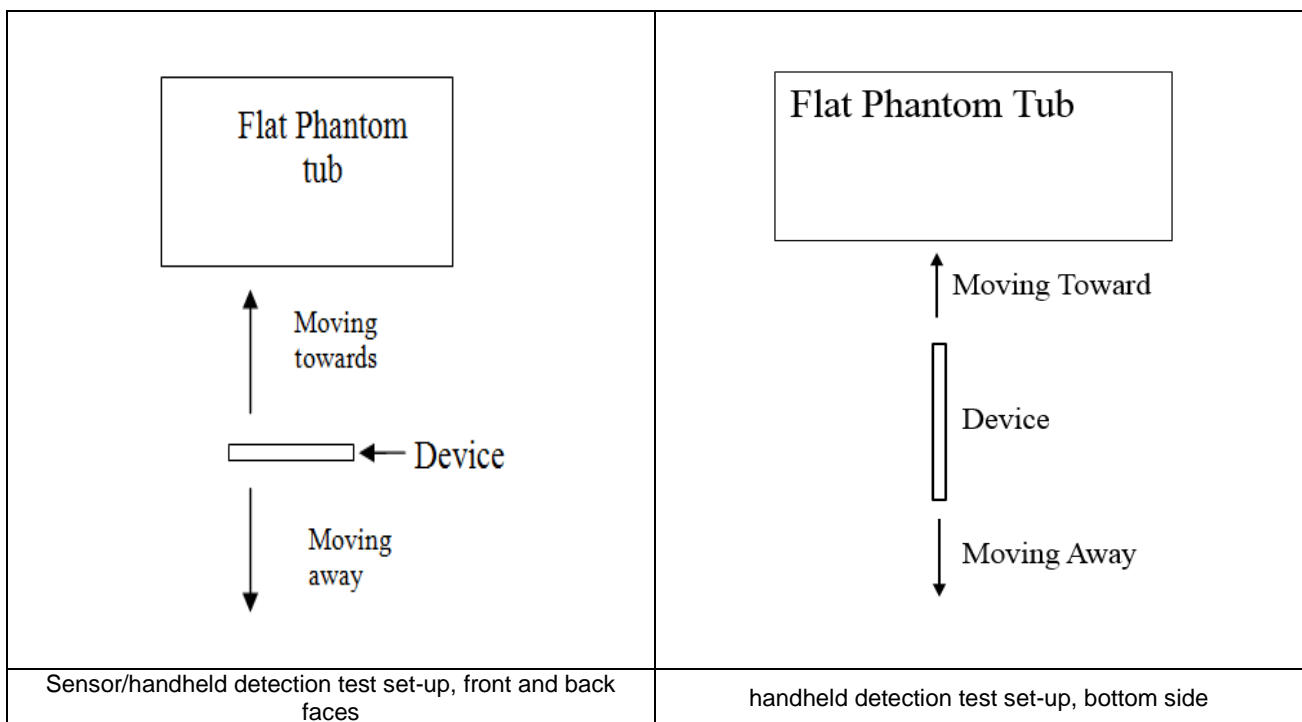 Flat Phantom
tub
Moving
towards
Device
Moving
away
Sensor/handheld detection test set-up, front and back
faces
Flat Phantom Tub
Moving Toward
Device
Moving Away
handheld detection test set-up, bottom side